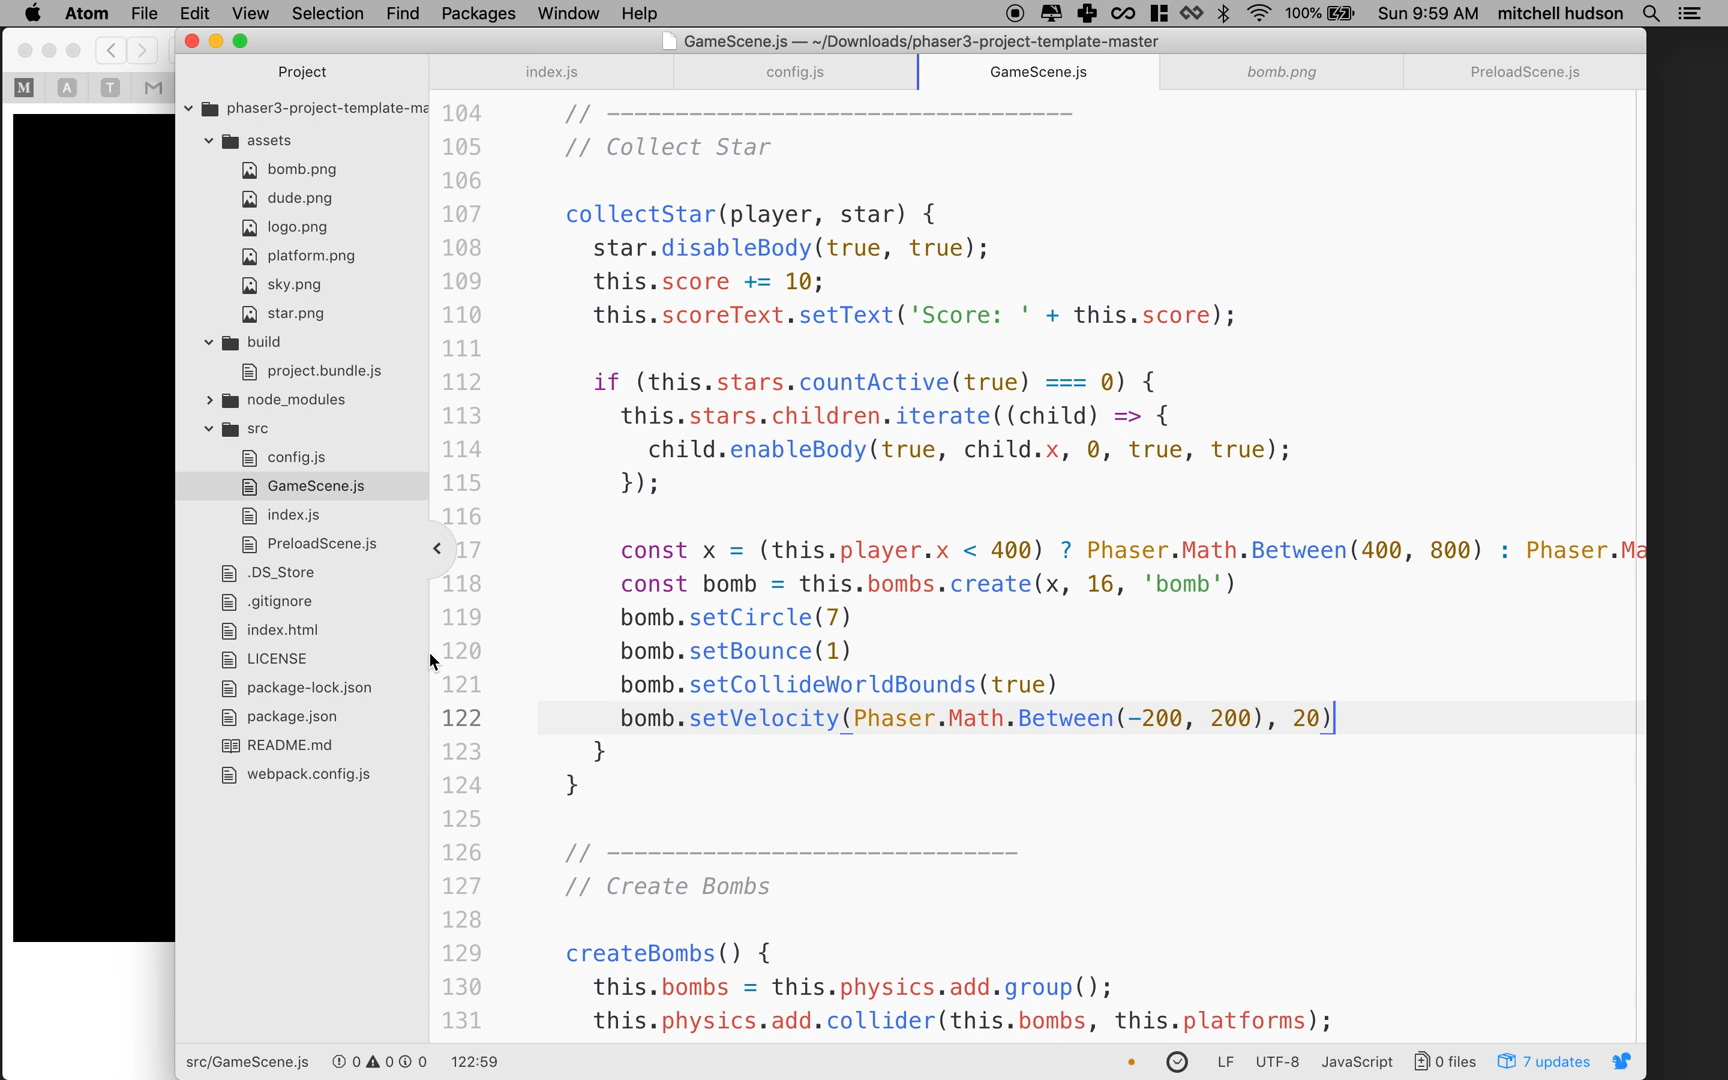 Atom File Edit View Selection Find Packages Window Help 100% Sun 9:59 AM mitchell hudson
GameScene.js — ~/Downloads/phaser3-project-template-master
M A T M
Project
index.js config.js GameScene.js bomb.png PreloadScene.js
phaser3-project-template-ma
assets
bomb.png
dude.png
logo.png
platform.png
sky.png
star.png
build
project.bundle.js
node_modules
src
config.js
GameScene.js
index.js
PreloadScene.js
.DS_Store
.gitignore
index.html
LICENSE
package-lock.json
package.json
README.md
webpack.config.js
104 // ----------------------------------
105 // Collect Star
106
107 collectStar(player, star) {
108 star.disableBody(true, true);
109 this.score += 10;
110 this.scoreText.setText('Score: ' + this.score);
111
112 if (this.stars.countActive(true) === 0) {
113 this.stars.children.iterate((child) => {
114 child.enableBody(true, child.x, 0, true, true);
115 });
116
17 const x = (this.player.x < 400) ? Phaser.Math.Between(400, 800) : Phaser.Ma
118 const bomb = this.bombs.create(x, 16, 'bomb')
119 bomb.setCircle(7)
120 bomb.setBounce(1)
121 bomb.setCollideWorldBounds(true)
122 bomb.setVelocity(Phaser.Math.Between(-200, 200), 20)
123 }
124 }
125
126 // ------------------------------
127 // Create Bombs
128
129 createBombs() {
130 this.bombs = this.physics.add.group();
131 this.physics.add.collider(this.bombs, this.platforms);
src/GameScene.js 0 0 0 122:59 LF UTF-8 JavaScript 0 files 7 updates